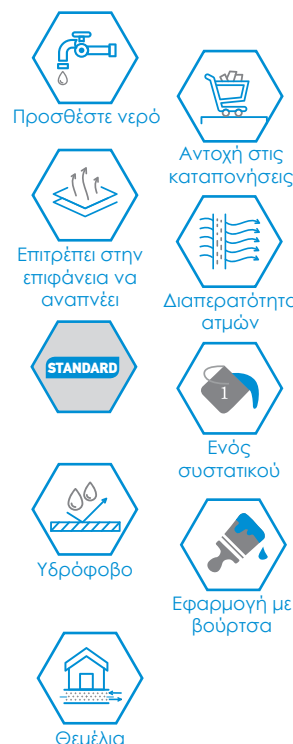 Προσθέστε νερό
Αντοχή στις
καταπονήσεις
Επιτρέπει στην
επιφάνεια να
αναπνέει
Διαπερατότητα
ατμών
STANDARD
1
Ενός
συστατικού
Υδρόφοβο
Εφαρμογή με
βούρτσα
Θεμέλια